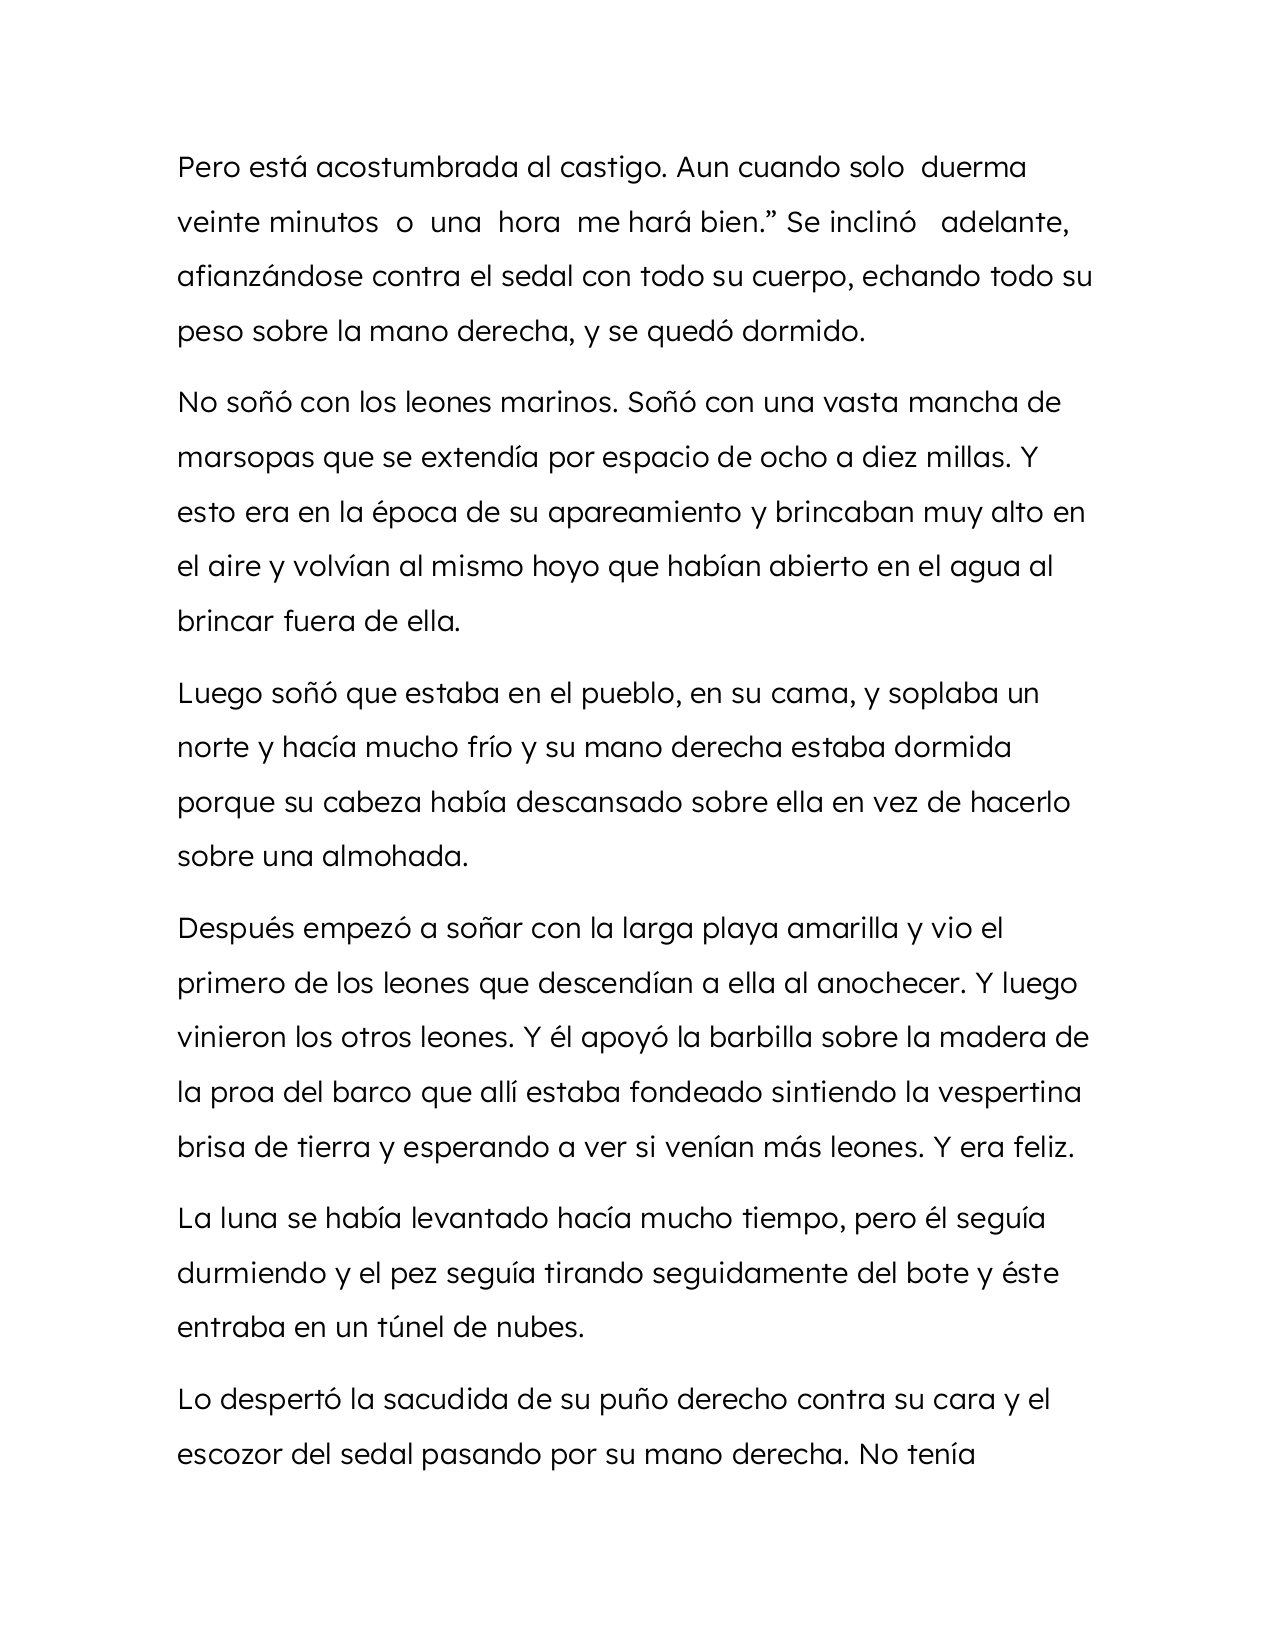 Pero está acostumbrada al castigo. Aun cuando solo  duerma
veinte minutos  o  una  hora  me hará bien.” Se inclinó   adelante,
afianzándose contra el sedal con todo su cuerpo, echando todo su
peso sobre la mano derecha, y se quedó dormido.
No soñó con los leones marinos. Soñó con una vasta mancha de
marsopas que se extendía por espacio de ocho a diez millas. Y
esto era en la época de su apareamiento y brincaban muy alto en
el aire y volvían al mismo hoyo que habían abierto en el agua al
brincar fuera de ella.
Luego soñó que estaba en el pueblo, en su cama, y soplaba un
norte y hacía mucho frío y su mano derecha estaba dormida
porque su cabeza había descansado sobre ella en vez de hacerlo
sobre una almohada.
Después empezó a soñar con la larga playa amarilla y vio el
primero de los leones que descendían a ella al anochecer. Y luego
vinieron los otros leones. Y él apoyó la barbilla sobre la madera de
la proa del barco que allí estaba fondeado sintiendo la vespertina
brisa de tierra y esperando a ver si venían más leones. Y era feliz.
La luna se había levantado hacía mucho tiempo, pero él seguía
durmiendo y el pez seguía tirando seguidamente del bote y éste
entraba en un túnel de nubes.
Lo despertó la sacudida de su puño derecho contra su cara y el
escozor del sedal pasando por su mano derecha. No tenía